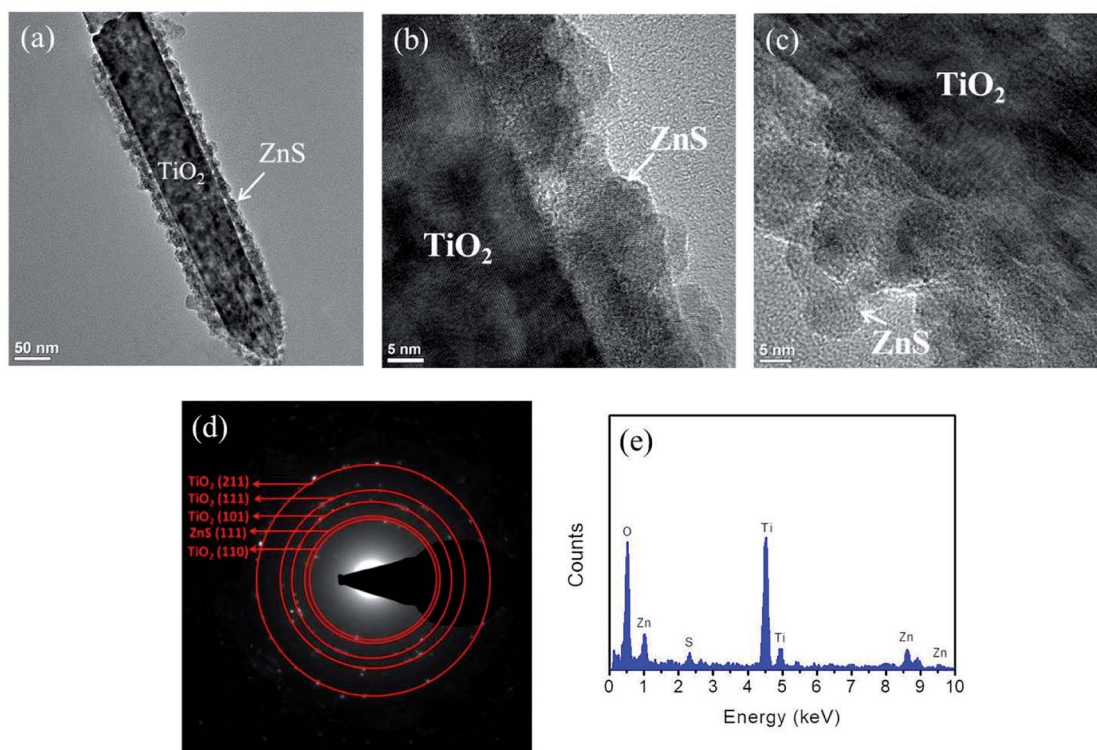 (a)
TiO₂
ZnS
50 nm
(b)
ZnS
TiO₂
5 nm
(c)
TiO₂
ZnS
5 nm
(d)
TiO₂ (211)
TiO₂ (111)
TiO₂ (101)
ZnS (111)
TiO₂ (110)
(e)
Counts
O
Zn
S
Ti
Ti
Zn
Zn
0 1 2 3 4 5 6 7 8 9 10
Energy (keV)